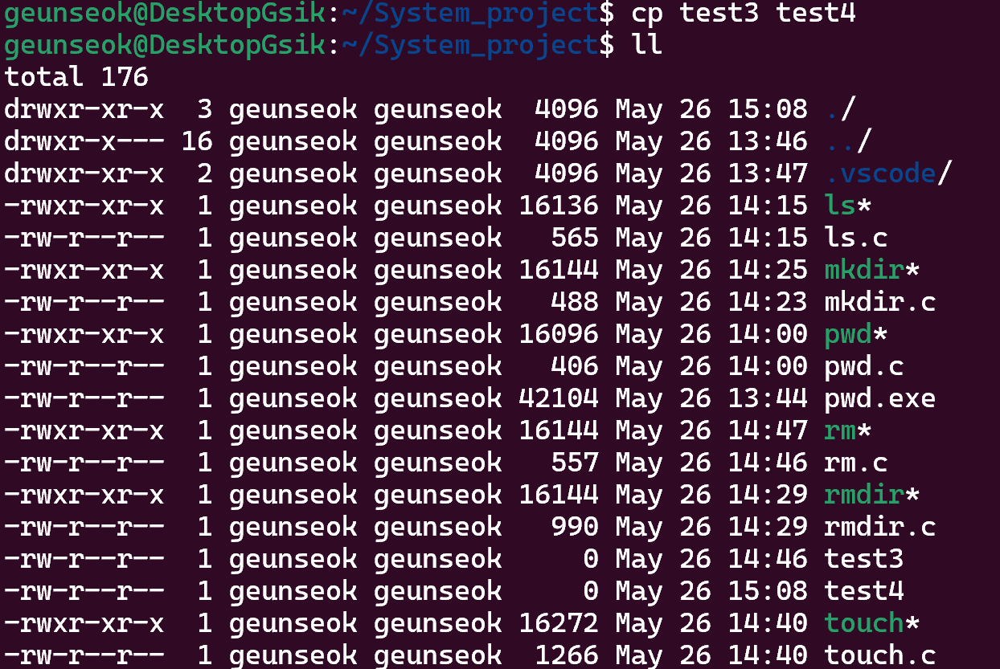 geunseok@DesktopGsik:~/System_project$ cp test3 test4
geunseok@DesktopGsik:~/System_project$ ll
total 176
drwxr-xr-x  3 geunseok geunseok  4096 May 26 15:08 ./
drwxr-x--- 16 geunseok geunseok  4096 May 26 13:46 ../
drwxr-xr-x  2 geunseok geunseok  4096 May 26 13:47 .vscode/
-rwxr-xr-x  1 geunseok geunseok 16136 May 26 14:15 ls*
-rw-r--r--  1 geunseok geunseok   565 May 26 14:15 ls.c
-rwxr-xr-x  1 geunseok geunseok 16144 May 26 14:25 mkdir*
-rw-r--r--  1 geunseok geunseok   488 May 26 14:23 mkdir.c
-rwxr-xr-x  1 geunseok geunseok 16096 May 26 14:00 pwd*
-rw-r--r--  1 geunseok geunseok   406 May 26 14:00 pwd.c
-rw-r--r--  1 geunseok geunseok 42104 May 26 13:44 pwd.exe
-rwxr-xr-x  1 geunseok geunseok 16144 May 26 14:47 rm*
-rw-r--r--  1 geunseok geunseok   557 May 26 14:46 rm.c
-rwxr-xr-x  1 geunseok geunseok 16144 May 26 14:29 rmdir*
-rw-r--r--  1 geunseok geunseok   990 May 26 14:29 rmdir.c
-rw-r--r--  1 geunseok geunseok     0 May 26 14:46 test3
-rw-r--r--  1 geunseok geunseok     0 May 26 15:08 test4
-rwxr-xr-x  1 geunseok geunseok 16272 May 26 14:40 touch*
-rw-r--r--  1 geunseok geunseok  1266 May 26 14:40 touch.c